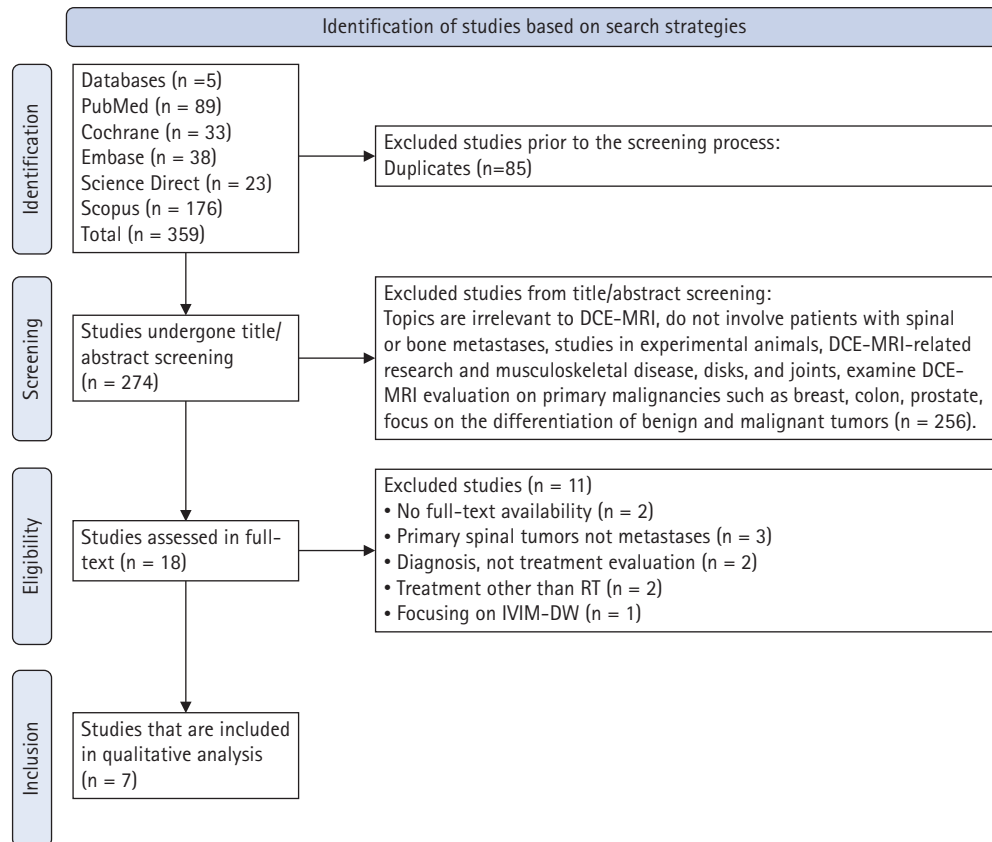 Identification of studies based on search strategies
Identification
Databases (n =5)
PubMed (n = 89)
Cochrane (n = 33)
Embase (n = 38)
Science Direct (n = 23)
Scopus (n = 176)
Total (n = 359)
Excluded studies prior to the screening process:
Duplicates (n=85)
Screening
Studies undergone title/
abstract screening
(n = 274)
Excluded studies from title/abstract screening:
Topics are irrelevant to DCE-MRI, do not involve patients with spinal
or bone metastases, studies in experimental animals, DCE-MRI-related
research and musculoskeletal disease, disks, and joints, examine DCE-
MRI evaluation on primary malignancies such as breast, colon, prostate,
focus on the differentiation of benign and malignant tumors (n = 256).
Eligibility
Studies assessed in full-
text (n = 18)
Excluded studies (n = 11)
• No full-text availability (n = 2)
• Primary spinal tumors not metastases (n = 3)
• Diagnosis, not treatment evaluation (n = 2)
• Treatment other than RT (n = 2)
• Focusing on IVIM-DW (n = 1)
Inclusion
Studies that are included
in qualitative analysis
(n = 7)